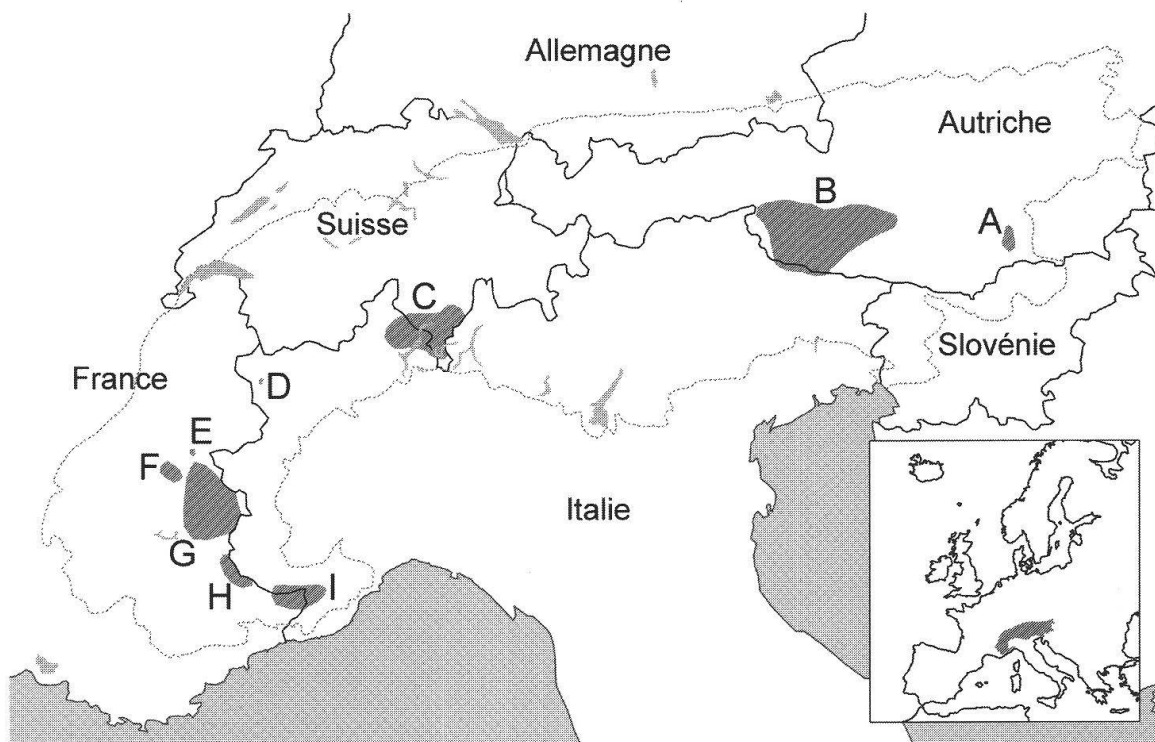 Allemagne
Autriche
B
A
Suisse
C
Slovénie
France
D
E
F
Italie
G
H
I